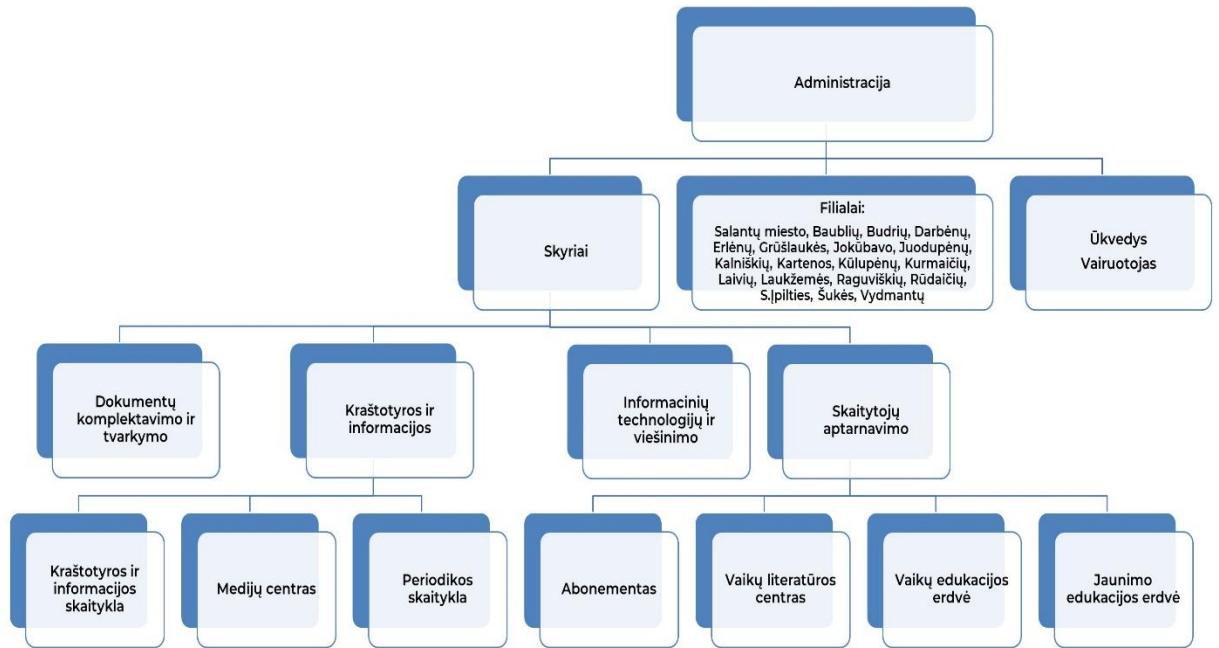 Administracija
Skyriai
Filialai:
Salantų miesto, Baublių, Budrių, Darbėnų,
Erlėnų, Grūšlaukės, Jokūbavo, Juodupėnų,
Kalniškių, Kartenos, Kūlupėnų, Kurmaičių,
Laivių, Laukžemės, Raguviškių, Rūdaičių,
S.Įpilties, Šukės, Vydmantų
Ūkvedys
Vairuotojas
Dokumentų
komplektavimo ir
tvarkymo
Kraštotyros ir
informacijos
Informacinių
technologijų ir
viešinimo
Skaitytojų
aptarnavimo
Kraštotyros ir
informacijos
skaitykla
Medijų centras
Periodikos
skaitykla
Abonementas
Vaikų literatūros
centras
Vaikų edukacijos
erdvė
Jaunimo
edukacijos erdvė